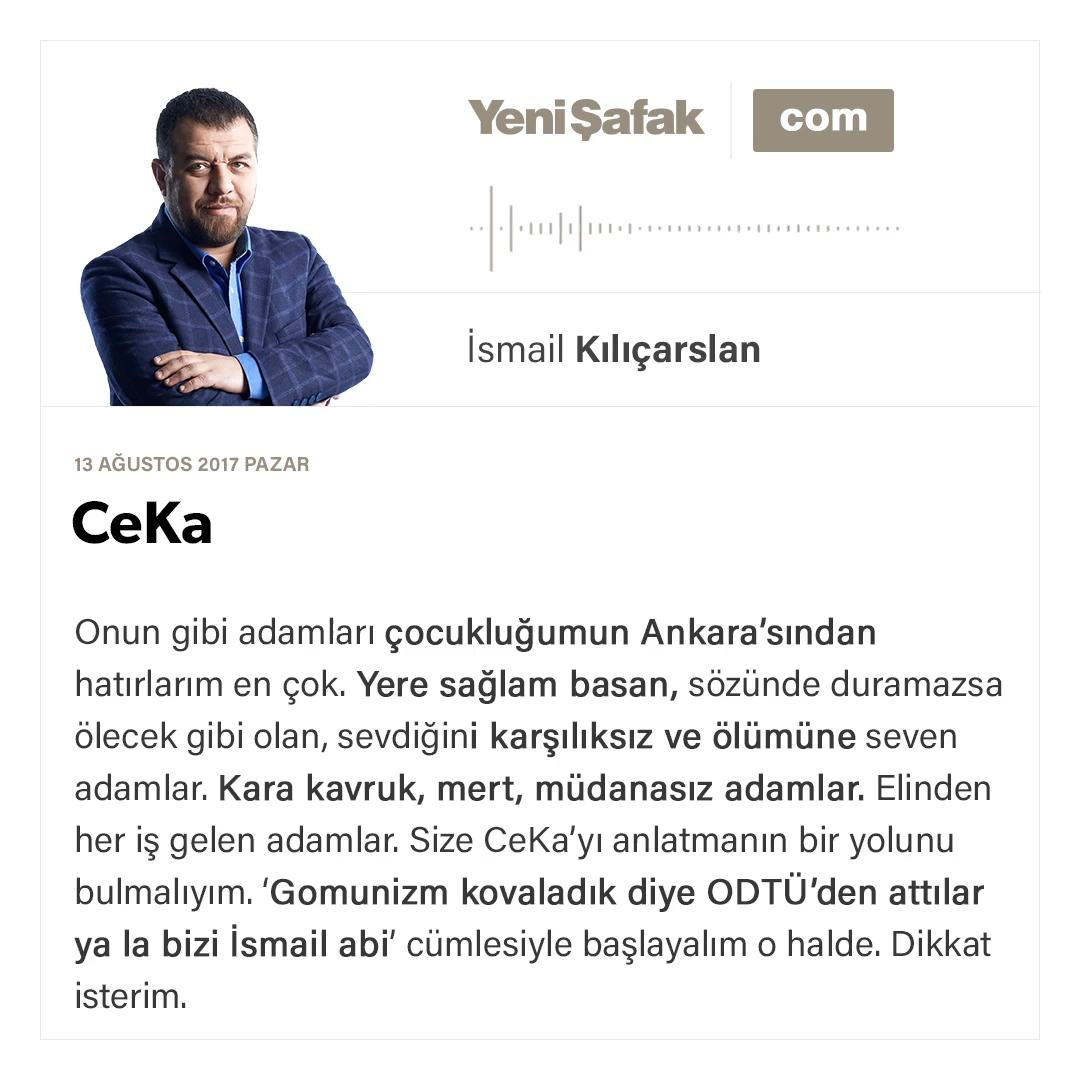 YeniŞafak
com
İsmail Kılıçarslan
13 AĞUSTOS 2017 PAZAR
CeKa
Onun gibi adamları çocukluğumun Ankara’sından
hatırlarım en çok. Yere sağlam basan, sözünde duramazsa
ölecek gibi olan, sevdiğini karşılıksız ve ölümüne seven
adamlar. Kara kavruk, mert, müdanasız adamlar. Elinden
her iş gelen adamlar. Size CeKa’yı anlatmanın bir yolunu
bulmalıyım. ‘Gomunizm kovaladık diye ODTÜ’den attılar
ya la bizi İsmail abi’ cümlesiyle başlayalım o halde. Dikkat
isterim.